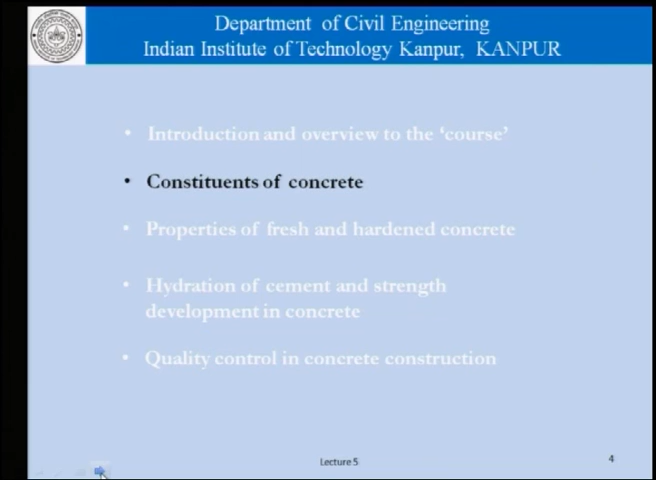 Department of Civil Engineering
Indian Institute of Technology Kanpur, KANPUR
• Introduction and overview to the ‘course’
• Constituents of concrete
• Properties of fresh and hardened concrete
• Hydration of cement and strength
development in concrete
• Quality control in concrete construction
Lecture 5
4